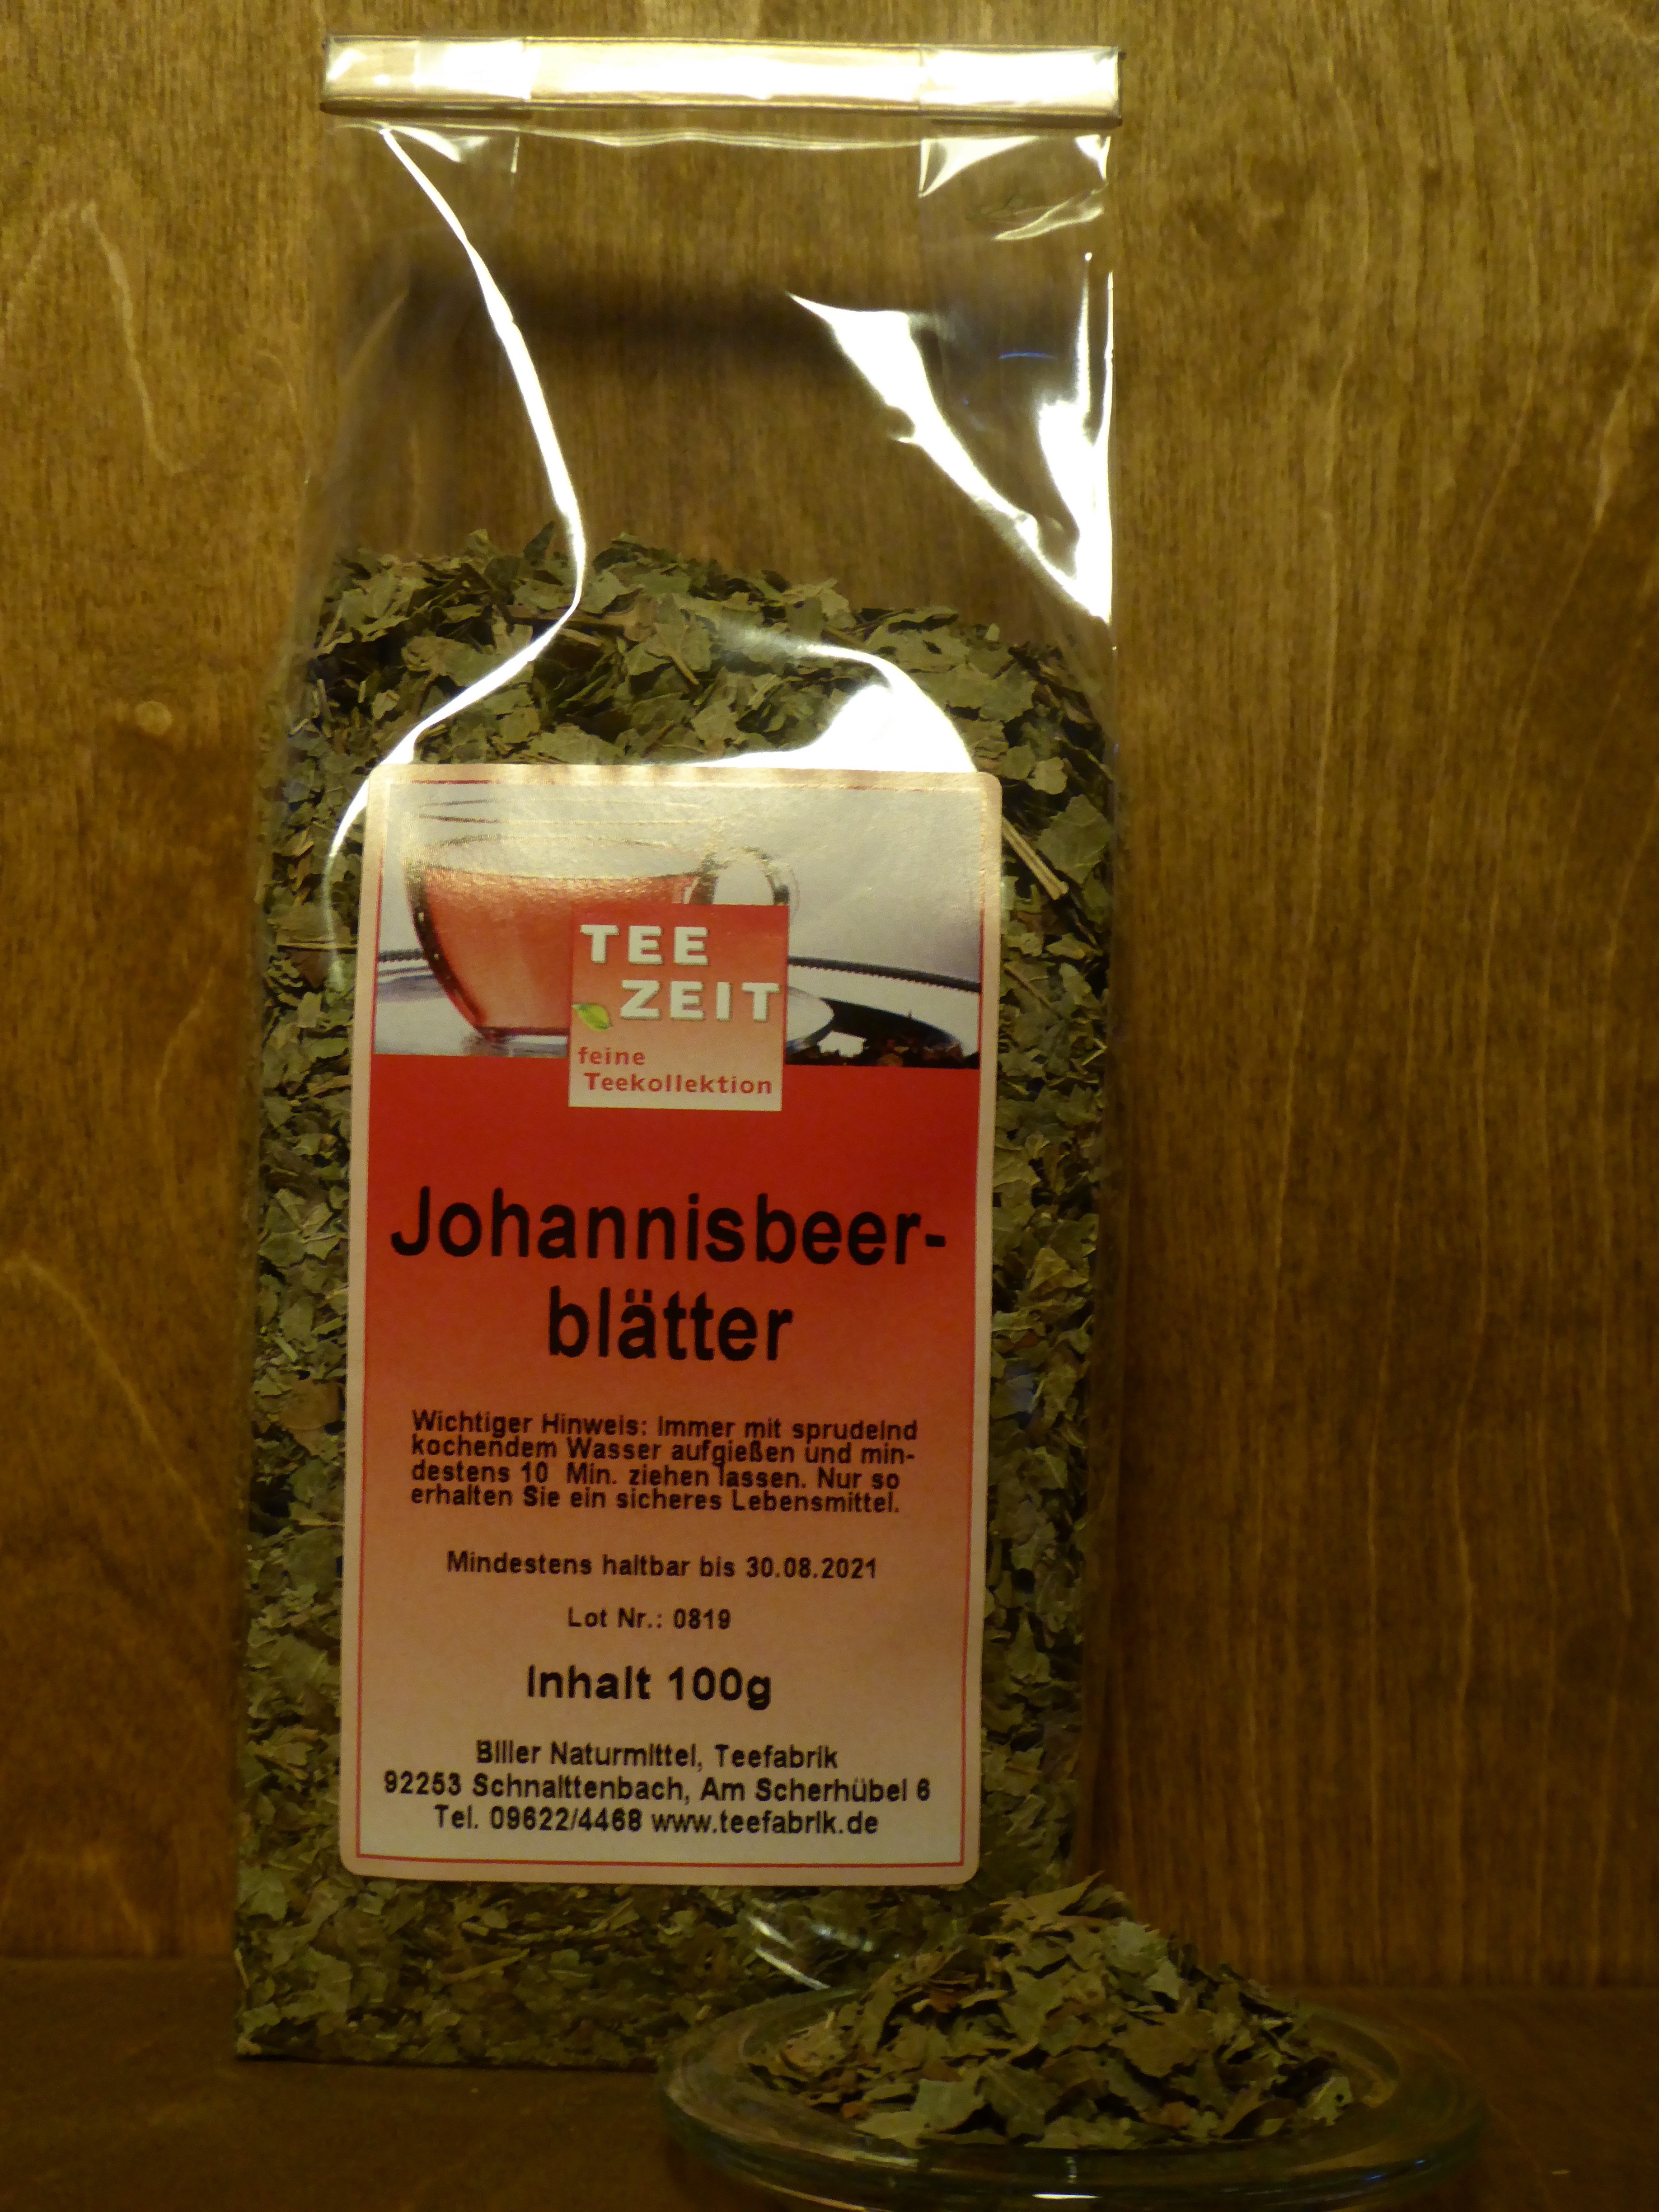 TEE
ZEIT
feine
Teekollektion
Johannisbeer-
blätter
Wichtiger Hinweis: Immer mit sprudelnd
kochendem Wasser aufgießen und min-
destens 10 Min. ziehen lassen. Nur so
erhalten Sie ein sicheres Lebensmittel.
Mindestens haltbar bis 30.08.2021
Lot Nr.: 0819
Inhalt 100g
Biller Naturmittel, Teefabrik
92253 Schnaittenbach, Am Scherhübel 6
Tel. 09622/4468 www.teefabrik.de